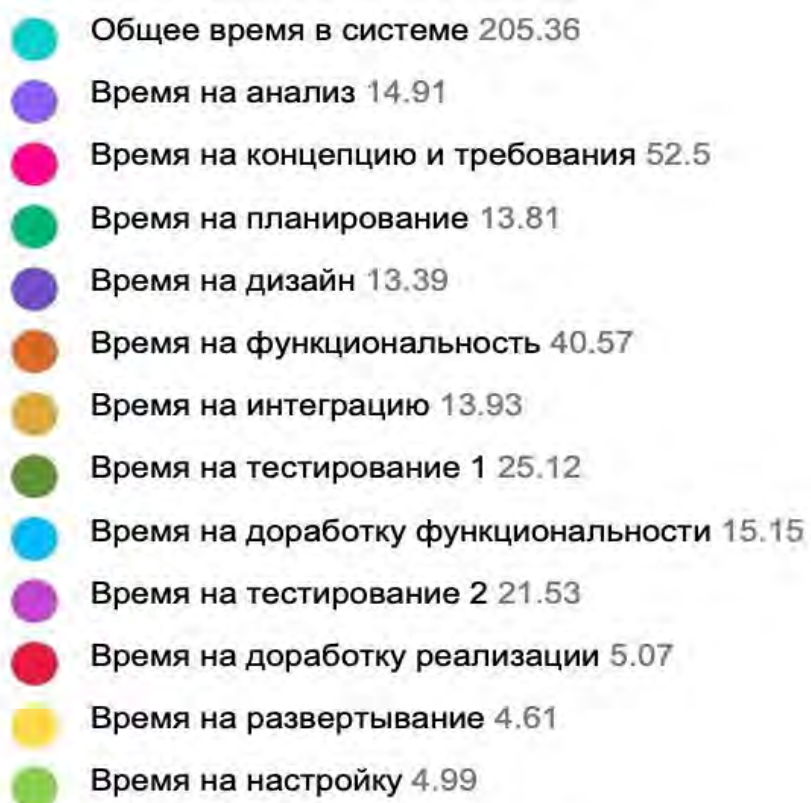 Общее время в системе 205.36
Время на анализ 14.91
Время на концепцию и требования 52.5
Время на планирование 13.81
Время на дизайн 13.39
Время на функциональность 40.57
Время на интеграцию 13.93
Время на тестирование 1 25.12
Время на доработку функциональности 15.15
Время на тестирование 2 21.53
Время на доработку реализации 5.07
Время на развертывание 4.61
Время на настройку 4.99